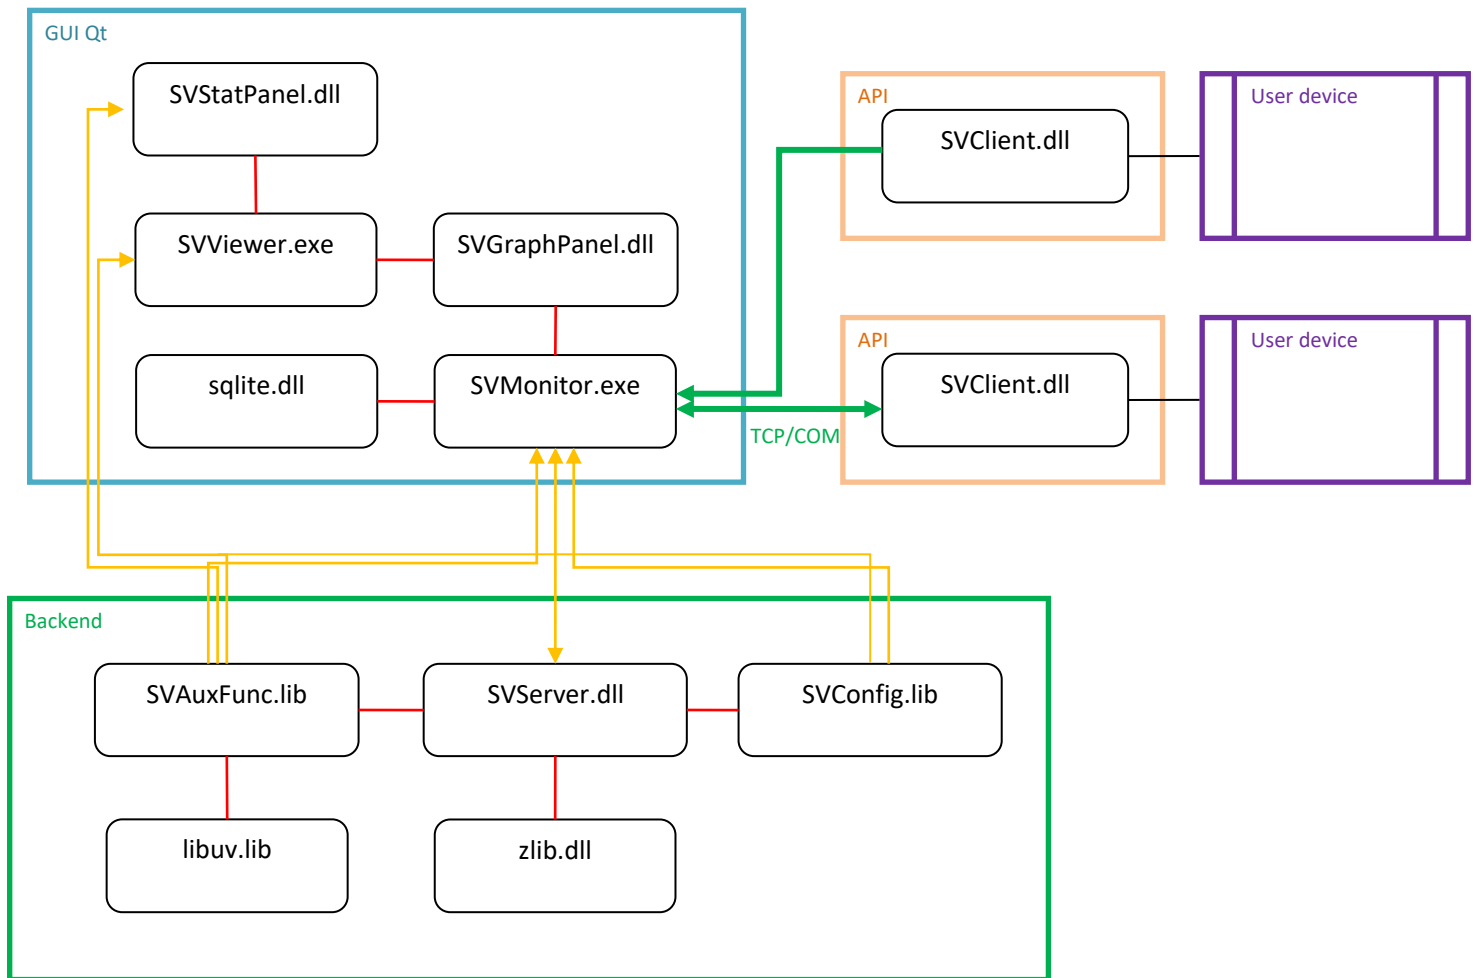 GUI Qt
SVStatPanel.dll
SVViewer.exe
SVGraphPanel.dll
sqlite.dll
SVMonitor.exe
API
SVClient.dll
User device
API
SVClient.dll
User device
TCP/COM
Backend
SVAuxFunc.lib
SVServer.dll
SVConfig.lib
libuv.lib
zlib.dll